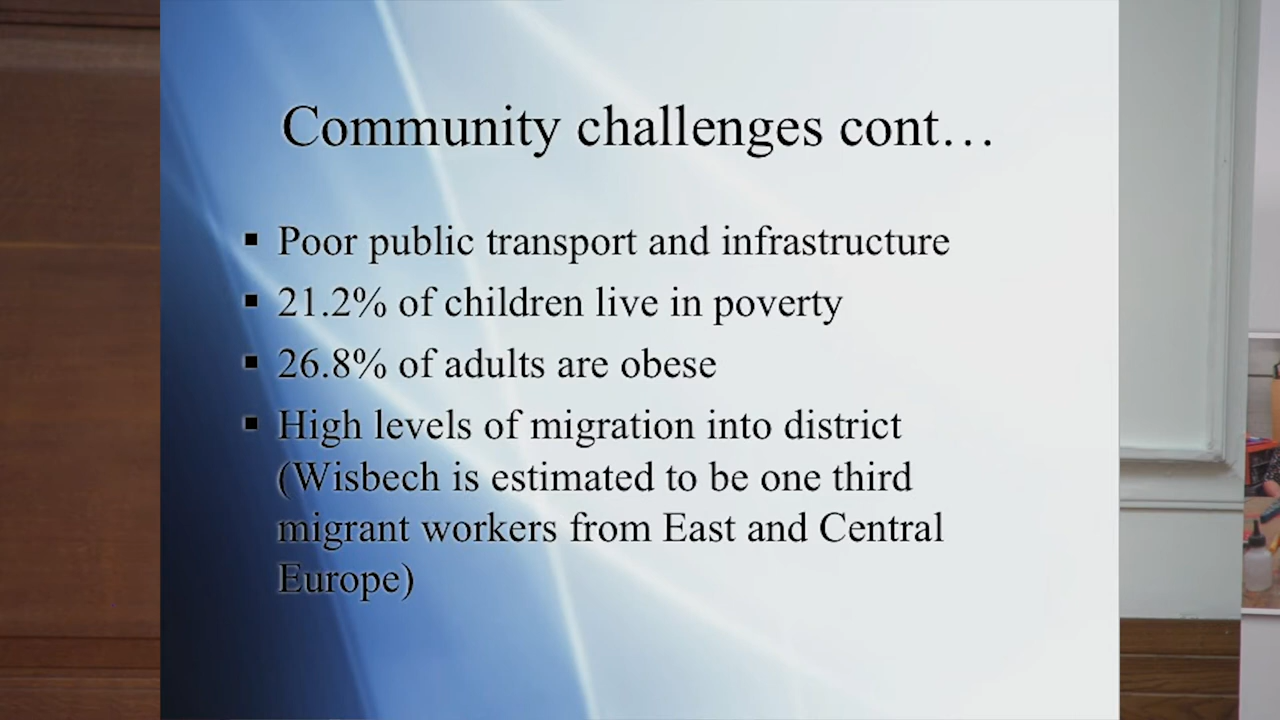 Community challenges cont…
▪ Poor public transport and infrastructure
▪ 21.2% of children live in poverty
▪ 26.8% of adults are obese
▪ High levels of migration into district
(Wisbech is estimated to be one third
migrant workers from East and Central
Europe)